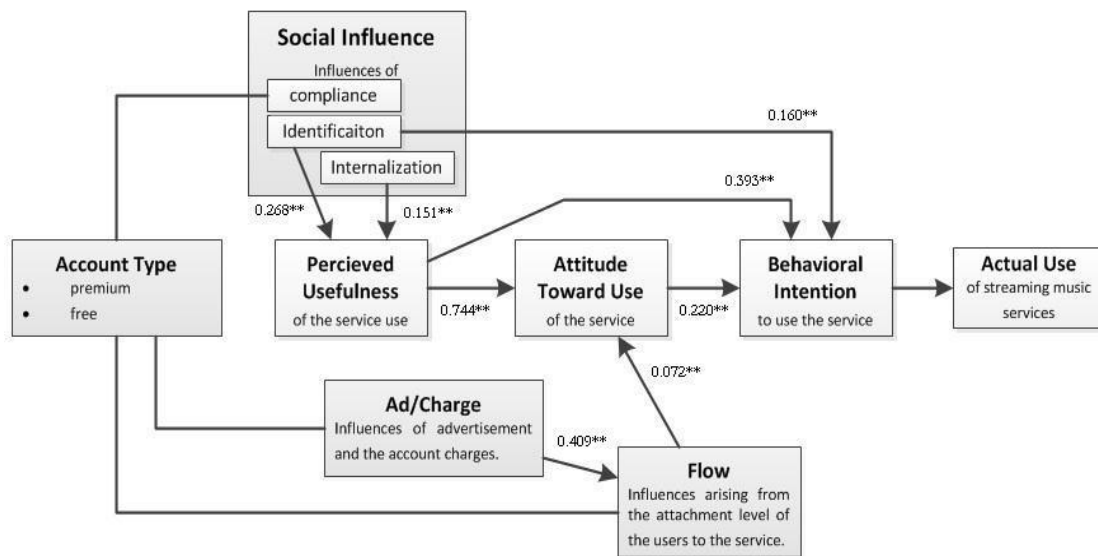 Social Influence
Influences of
compliance
Identificaiton
Internalization
0.160**
0.393**
0.268**
0.151**
Account Type
• premium
• free
Percieved
Usefulness
of the service use
0.744**
Attitude
Toward Use
of the service
0.220**
Behavioral
Intention
to use the service
Actual Use
of streaming music
services
0.072**
Ad/Charge
Influences of advertisement
and the account charges.
0.409**
Flow
Influences arising from
the attachment level of
the users to the service.